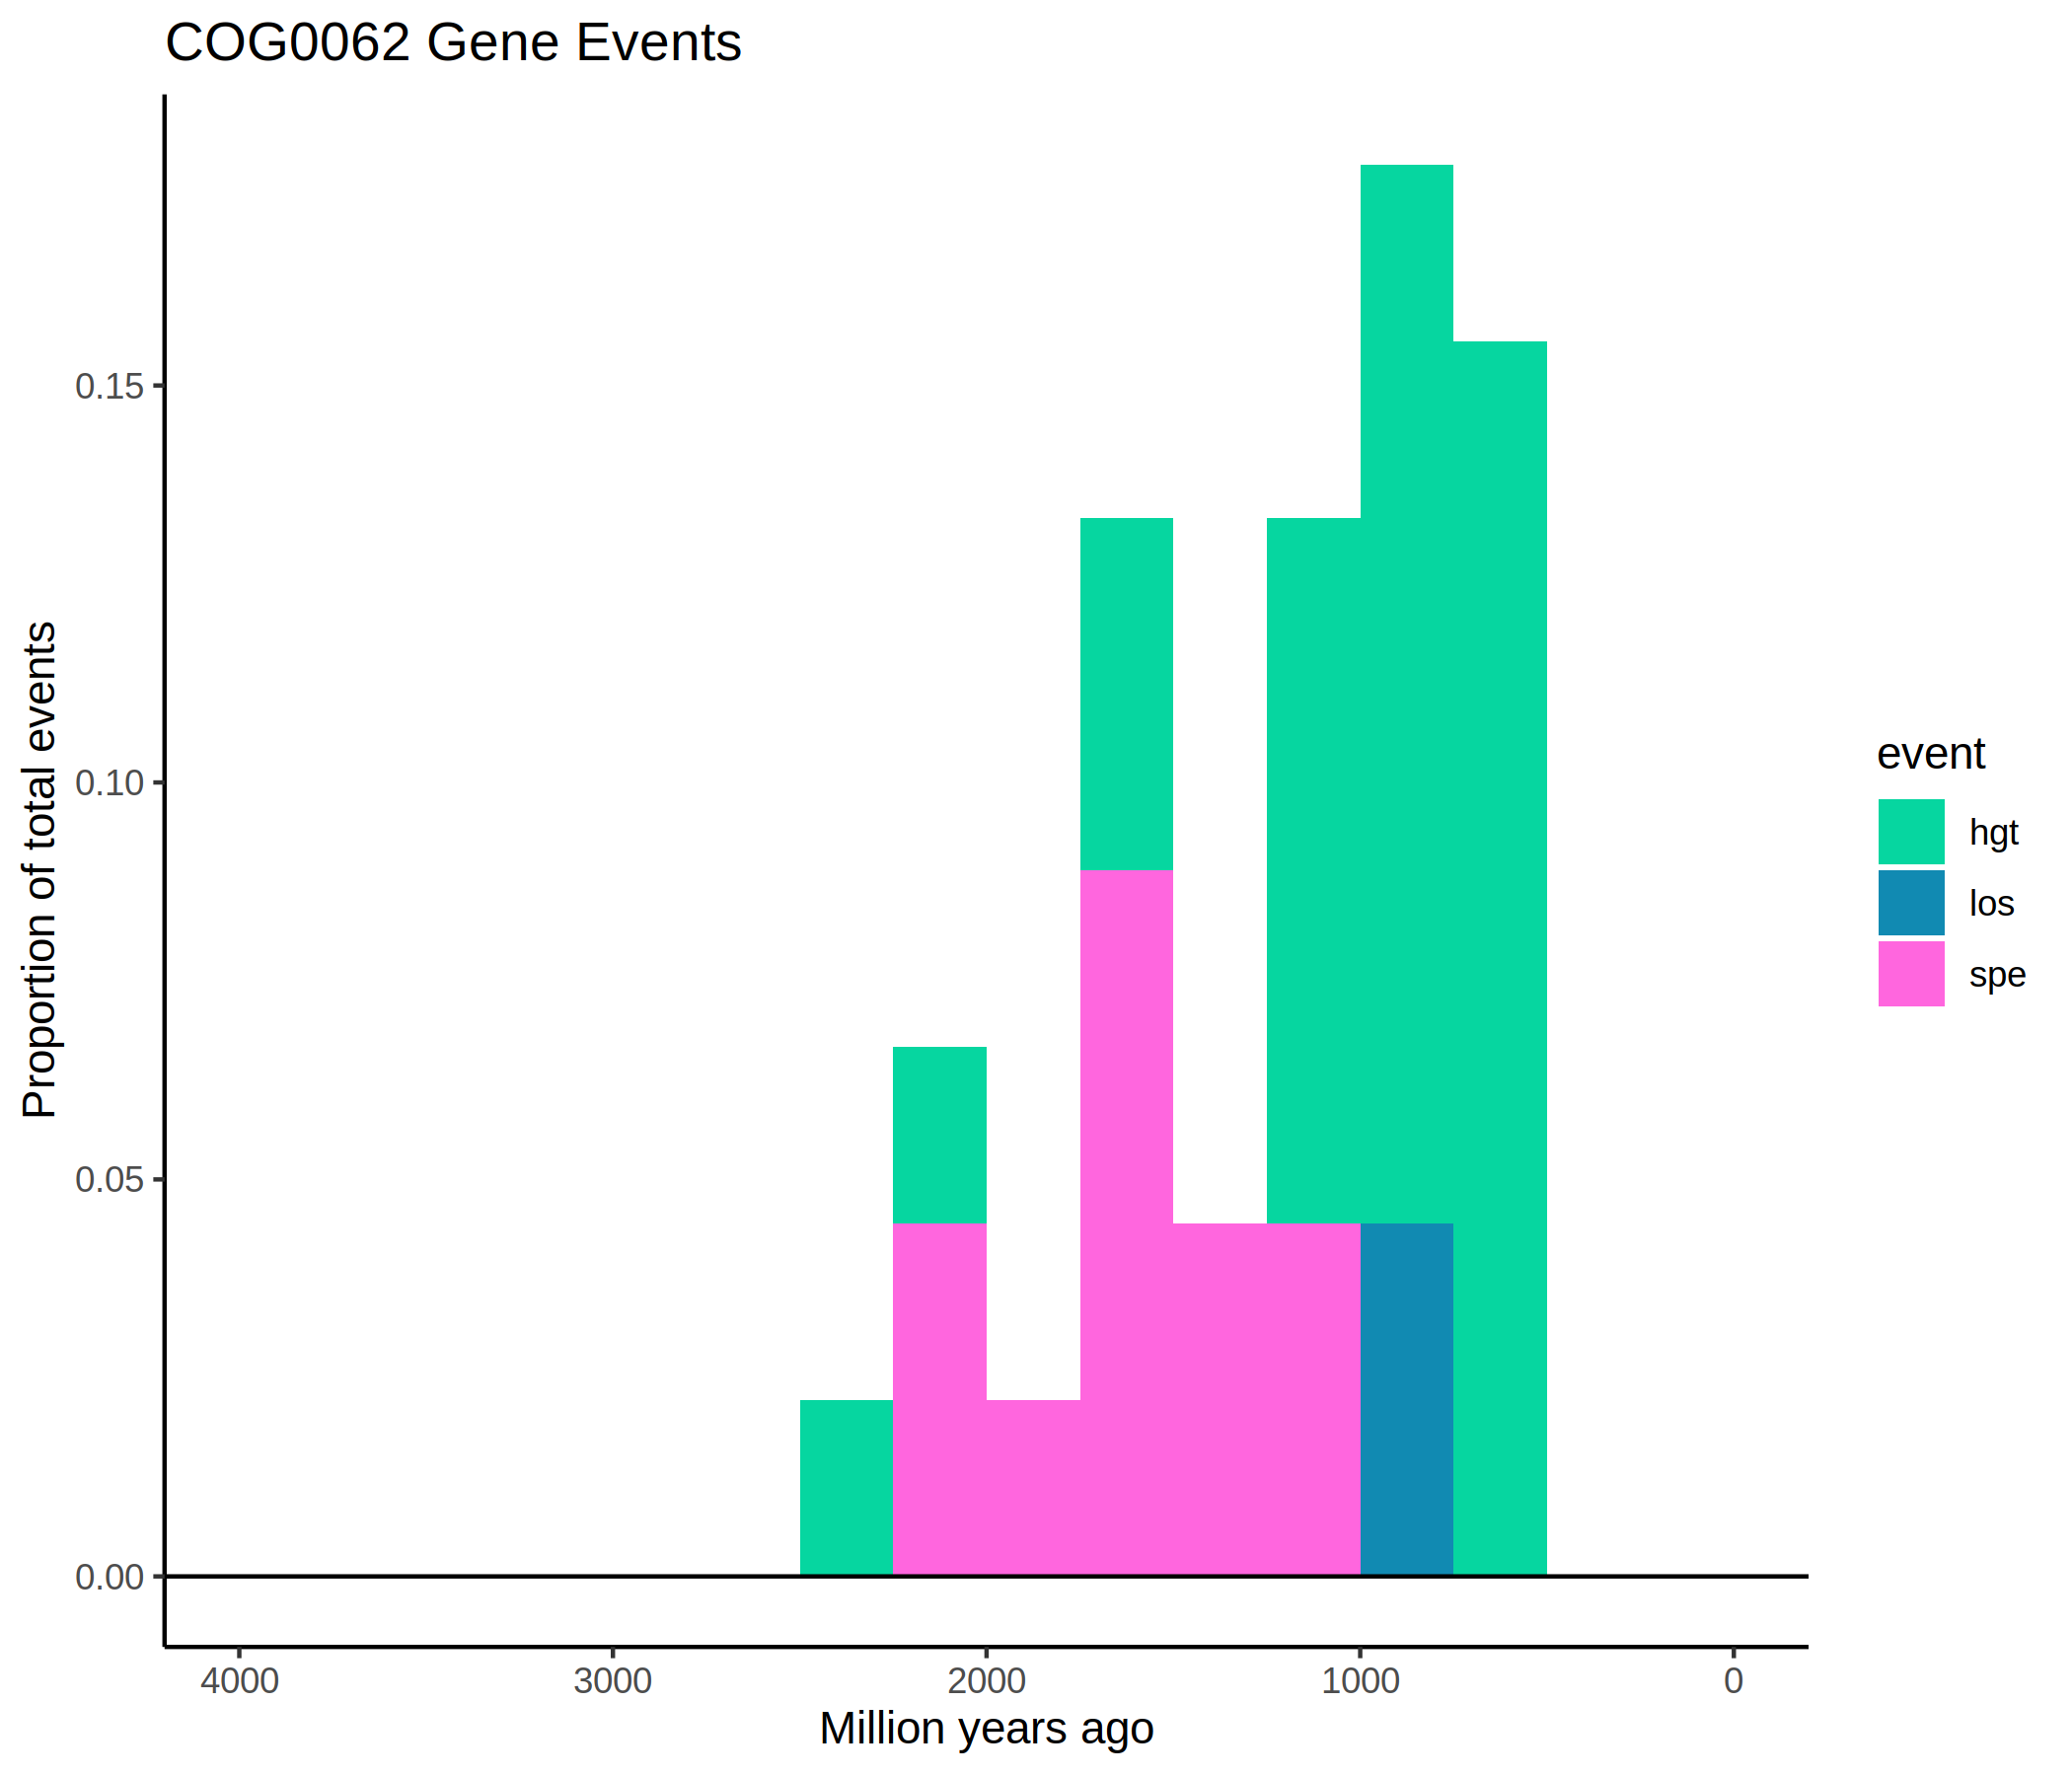 COG0062 Gene Events
Proportion of total events
0.15
0.10
0.05
0.00
4000
3000
2000
1000
0
Million years ago
event
hgt
los
spe